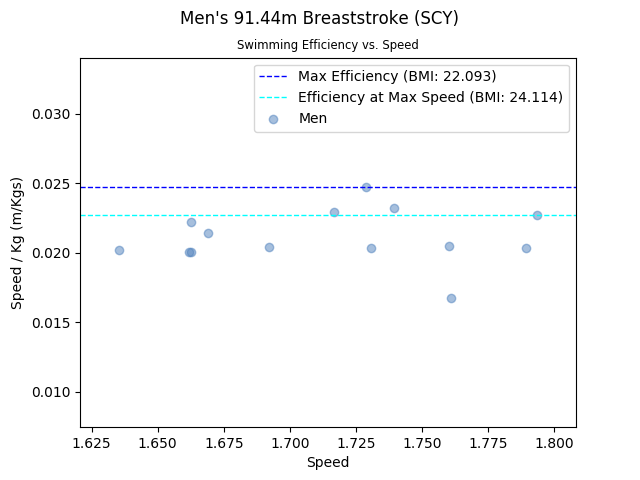 Men's 91.44m Breaststroke (SCY)
Swimming Efficiency vs. Speed
Max Efficiency (BMI: 22.093)
Efficiency at Max Speed (BMI: 24.114)
Men
Speed / Kg (m/Kgs)
0.030
0.025
0.020
0.015
0.010
1.625 1.650 1.675 1.700 1.725 1.750 1.775 1.800
Speed